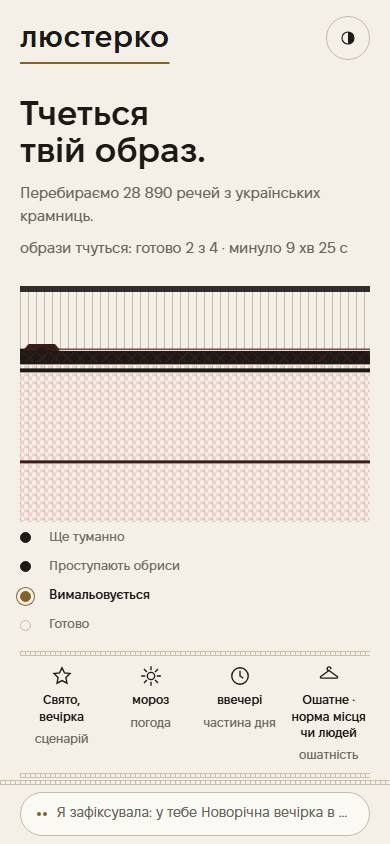 люстерко
Тчеться
твій образ.
Перебираємо 28 890 речей з українських
крамниць.
образи тчуться: готово 2 з 4 · минуло 9 хв 25 с
Ще туманно
Проступають обриси
Вимальовується
Готово
Свято,
вечірка
сценарій
мороз
погода
ввечері
частина дня
Ошатне ·
норма місця
чи людей
ошатність
Я зафіксувала: у тебе Новорічна вечірка в ...